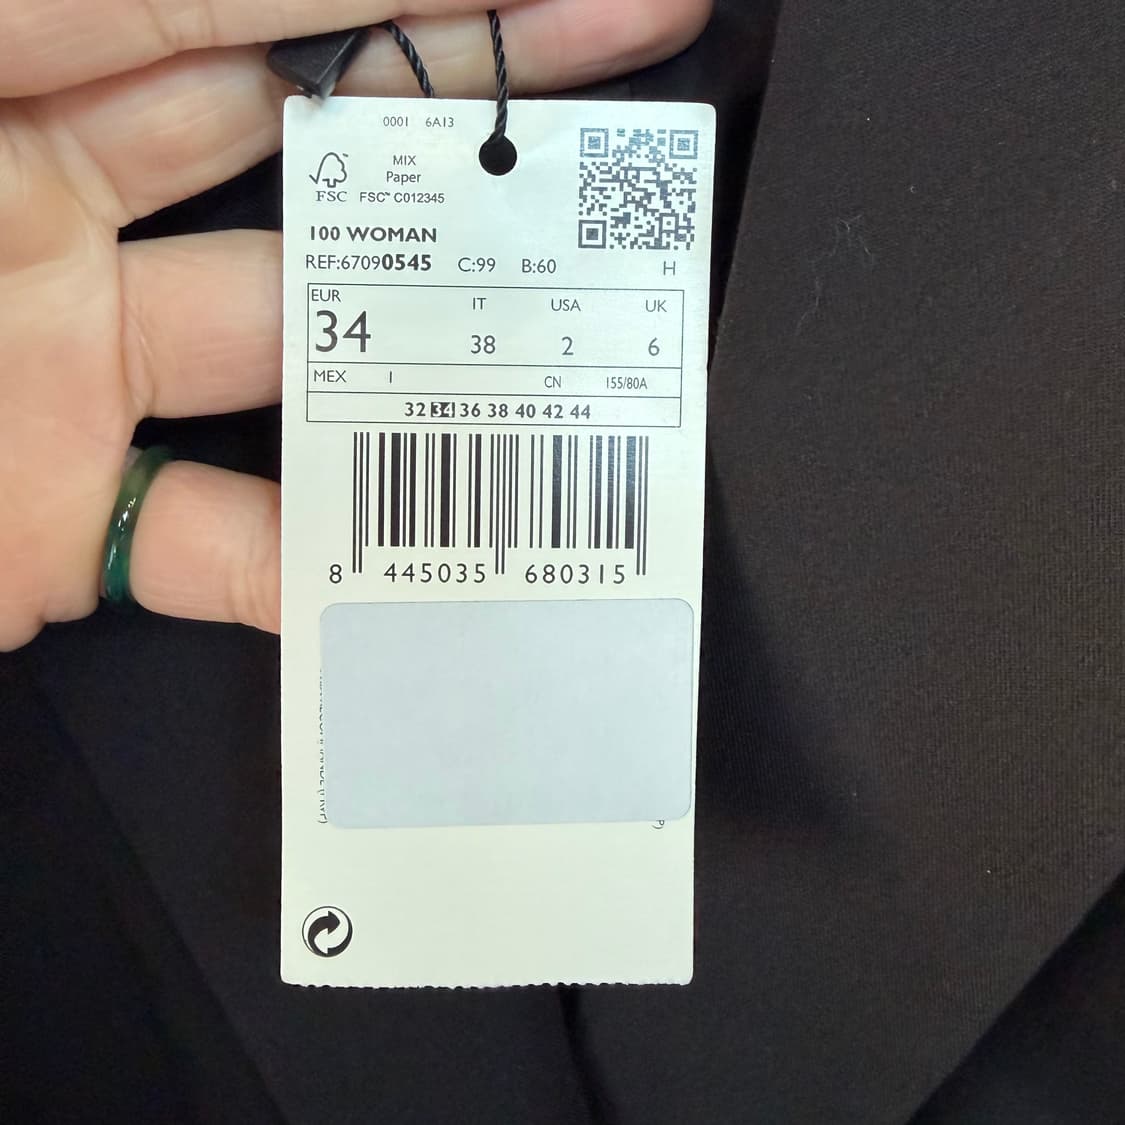 0001 6A13
MIX
Paper
FSC FSC™ C012345
100 WOMAN
REF:67090545 C:99 B:60 H
EUR IT USA UK
34 38 2 6
MEX I CN 155/80A
32 34 36 38 40 42 44
8 445035 680315